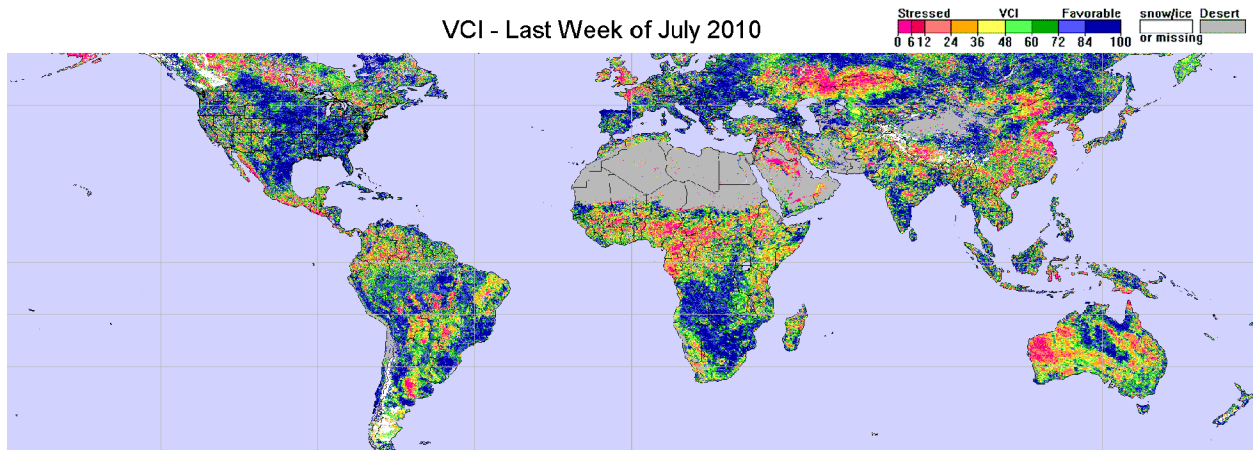 VCI - Last Week of July 2010
Stressed VCI Favorable
0 6 12 24 36 48 60 72 84 100
snow/ice
or missing
Desert